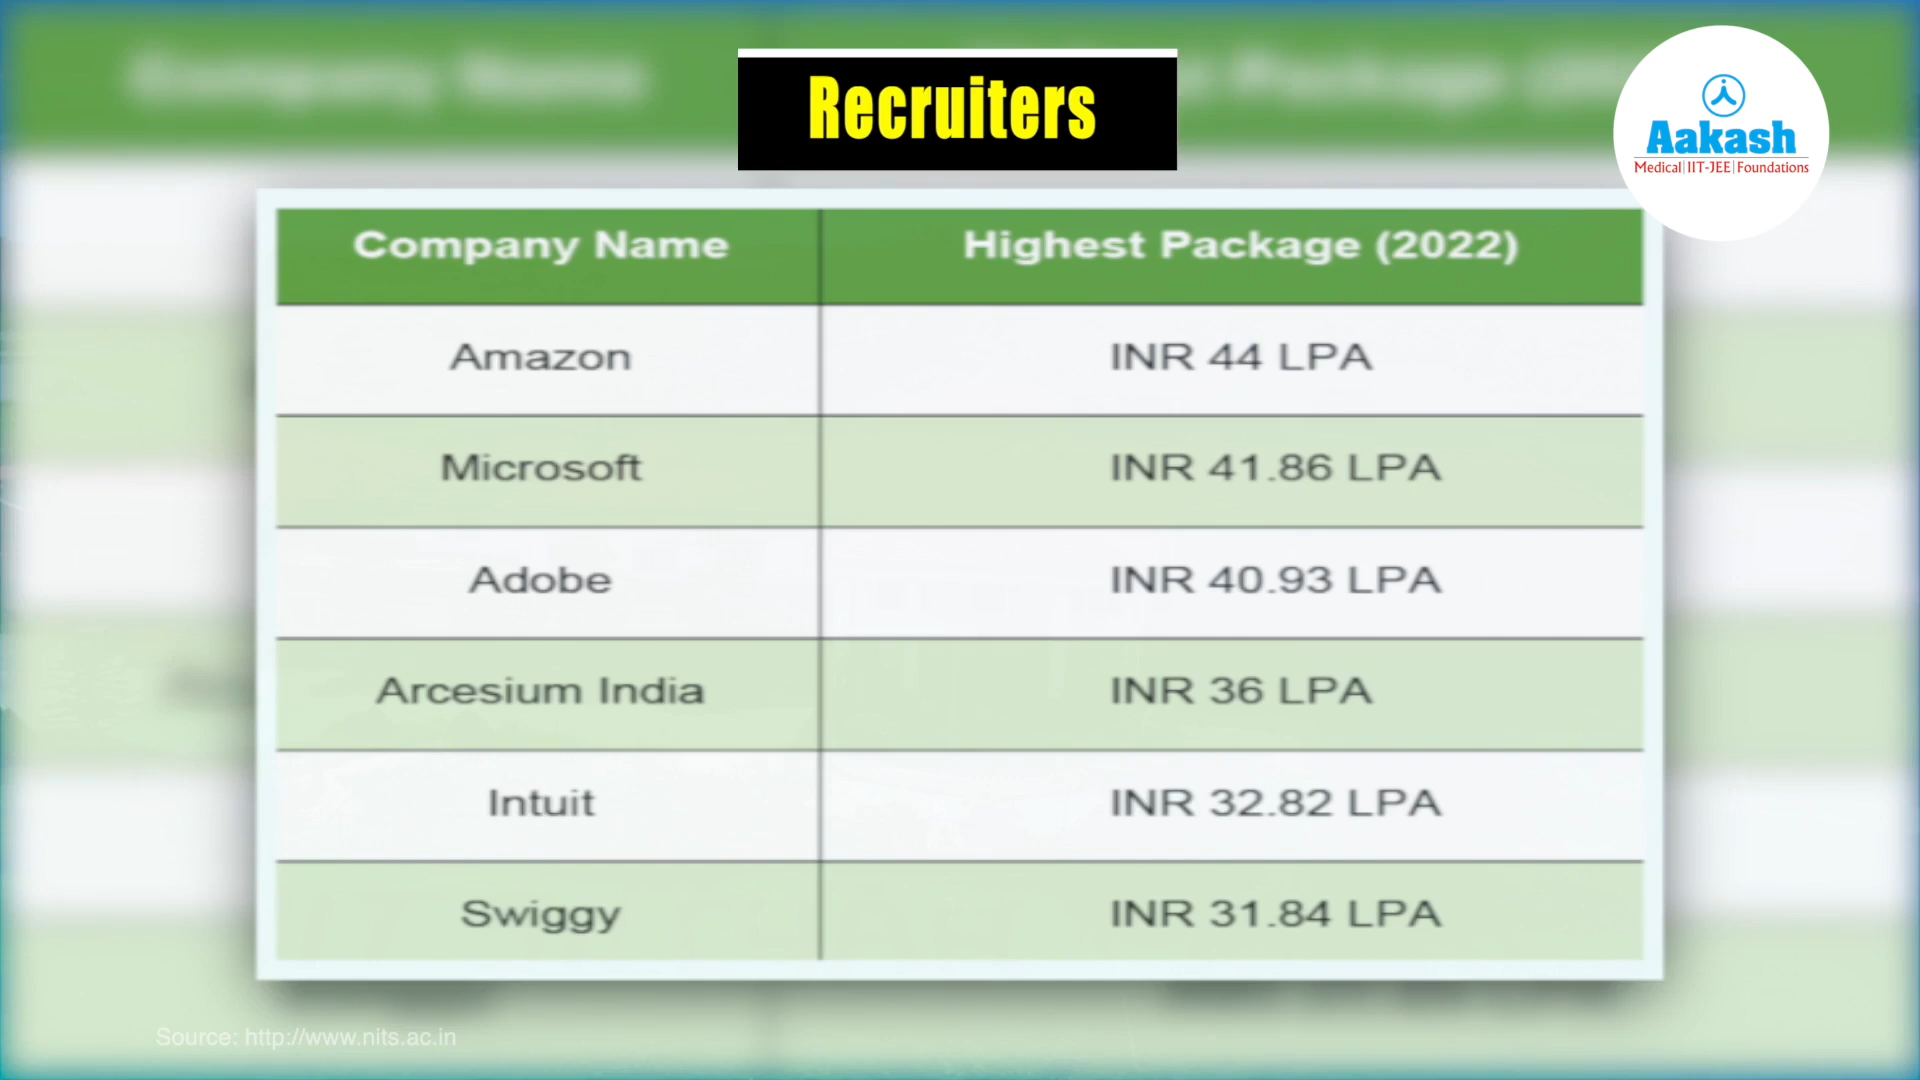 Recruiters
Aakash
Medical|IIT-JEE|Foundations
Company Name Highest Package (2022)
Amazon INR 44 LPA
Microsoft INR 41.86 LPA
Adobe INR 40.93 LPA
Arcesium India INR 36 LPA
Intuit INR 32.82 LPA
Swiggy INR 31.84 LPA
Source: http://www.nits.ac.in